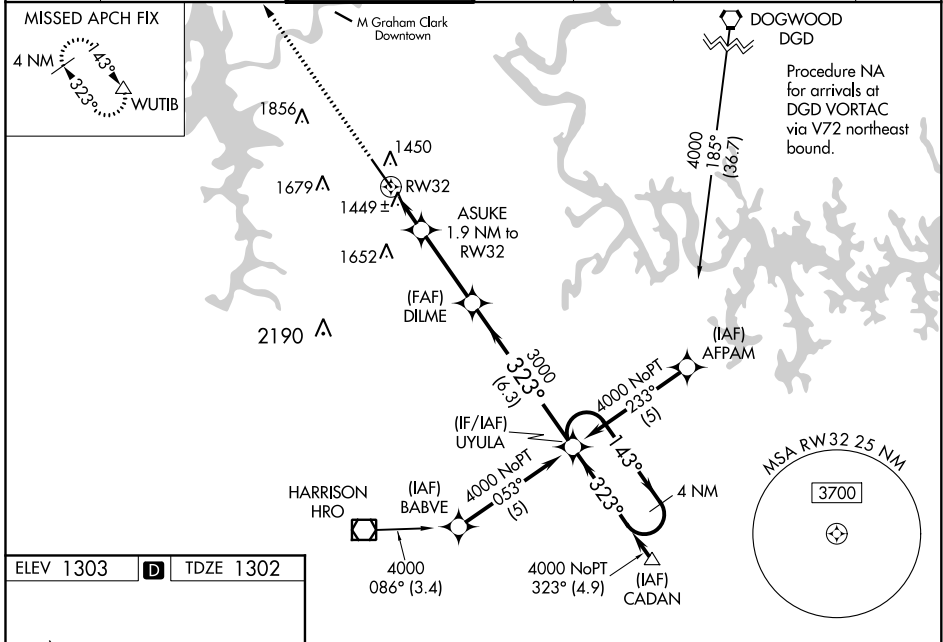 MISSED APCH FIX
4 NM
143°
323°
WUTIB
M Graham Clark
Downtown
DOGWOOD
DGD
Procedure NA
for arrivals at
DGD VORTAC
via V72 northeast
bound.
4000
185°
(36.7)
1856
1450
1679
RW32
1449 ±
ASUKE
1.9 NM to
RW32
1652
(FAF)
DILME
2190
(IAF)
AFPAM
3000
323°
(6.3)
4000 NoPT
233°
(5)
(IF/IAF)
UYULA
143°
323°
4 NM
MSA RW32 25 NM
3700
HARRISON
HRO
(IAF)
BABVE
4000 NoPT
053°
(5)
4000
086° (3.4)
4000 NoPT
323° (4.9)
(IAF)
CADAN
ELEV 1303 D TDZE 1302